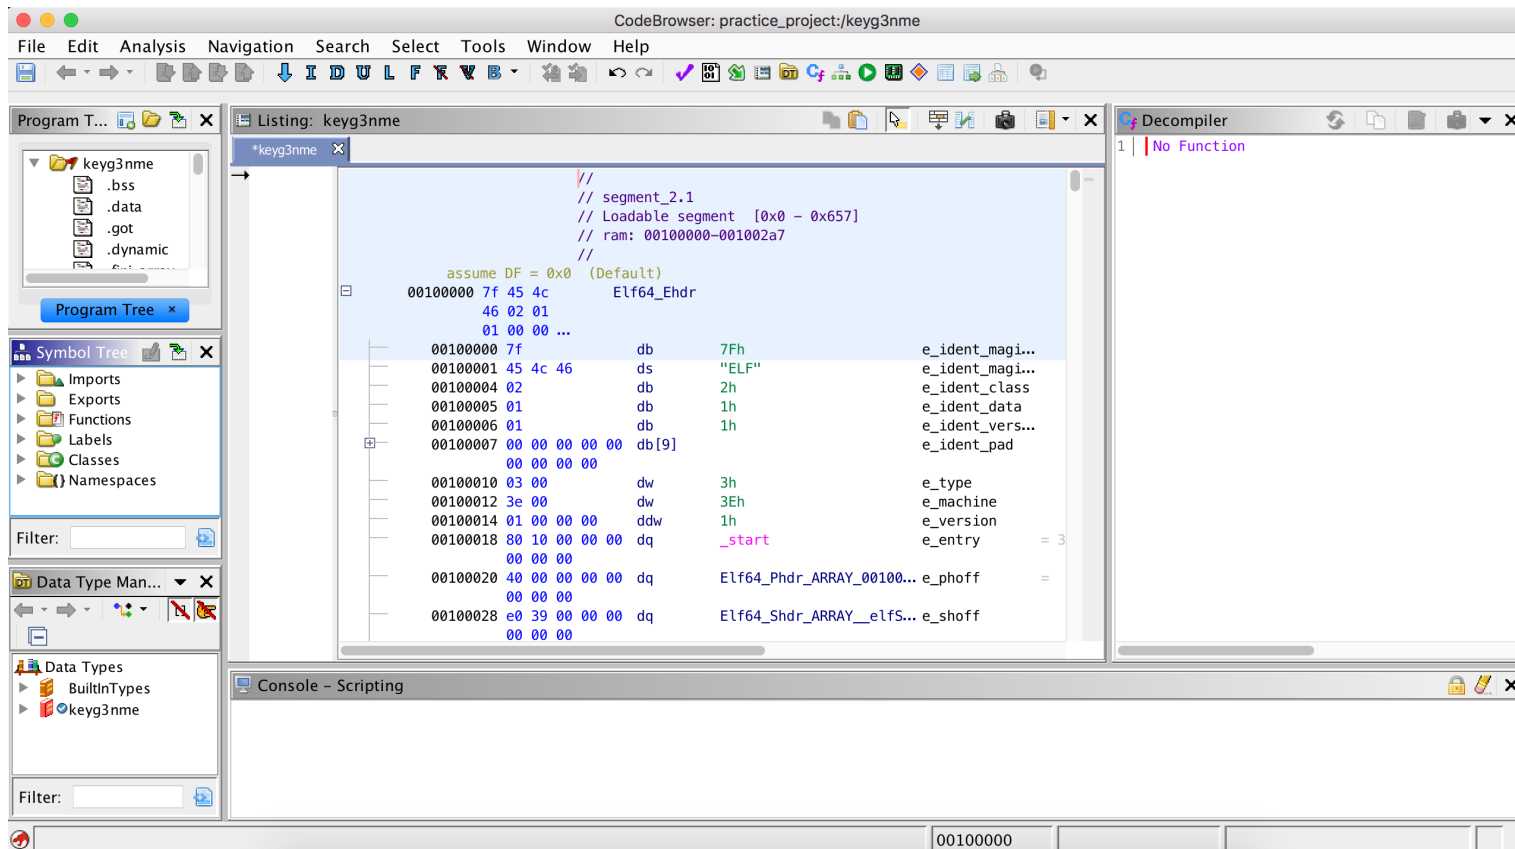 CodeBrowser: practice_project:/keyg3nme
File Edit Analysis Navigation Search Select Tools Window Help
I D U L F F V B
Program T...
keyg3nme
.bss
.data
.got
.dynamic
Program Tree ×
Symbol Tree
Imports
Exports
Functions
Labels
Classes
Namespaces
Filter:
Data Type Man...
Data Types
BuiltInTypes
keyg3nme
Filter:
Listing: keyg3nme
*keyg3nme
//
// segment_2.1
// Loadable segment [0x0 - 0x657]
// ram: 00100000-001002a7
//
assume DF = 0x0 (Default)
00100000 7f 45 4c Elf64_Ehdr
46 02 01
01 00 00 ...
00100000 7f db 7Fh e_ident_magi...
00100001 45 4c 46 ds "ELF" e_ident_magi...
00100004 02 db 2h e_ident_class
00100005 01 db 1h e_ident_data
00100006 01 db 1h e_ident_vers...
00100007 00 00 00 00 00 db[9] e_ident_pad
00 00 00 00
00100010 03 00 dw 3h e_type
00100012 3e 00 dw 3Eh e_machine
00100014 01 00 00 00 ddw 1h e_version
00100018 80 10 00 00 00 dq _start e_entry = 3
00 00 00
00100020 40 00 00 00 00 dq Elf64_Phdr_ARRAY_00100... e_phoff =
00 00 00
00100028 e0 39 00 00 00 dq Elf64_Shdr_ARRAY__elfS... e_shoff
00 00 00
Decompiler
1 No Function
Console - Scripting
00100000